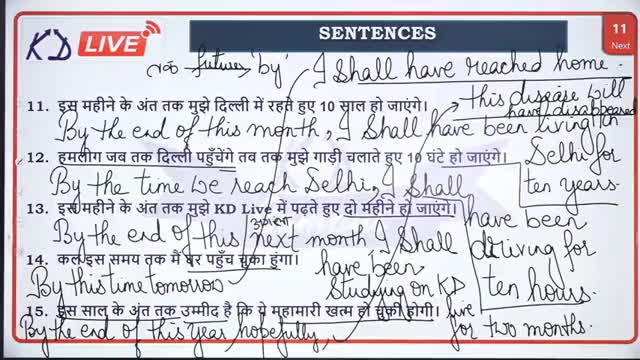 KD LIVE
SENTENCES
11
Next
तक future 'by' I shall have reached home.
this disease will
have disappeared
11. इस महीने के अंत तक मुझे दिल्ली में रहते हुए 10 साल हो जाएंगे।
By the end of this month, I shall have been living in
Delhi for
ten years.
12. हमलोग जब तक दिल्ली पहुँचेंगे तब तक मुझे गाड़ी चलाते हुए 10 घंटे हो जाएंगे।
By the time we reach Delhi, I shall
have been
driving for
ten hours.
13. इस महीने के अंत तक मुझे KD Live में पढ़ते हुए दो महीने हो जाएंगे।
अगला
By the end of this next month I shall
have been
studying on KD
live
for two months.
14. कल इस समय तक मैं घर पहुँच चुका हूंगा।
By this time tomorrow
15. इस साल के अंत तक उम्मीद है कि ये महामारी खत्म हो चुकी होगी।
By the end of this year hopefully,